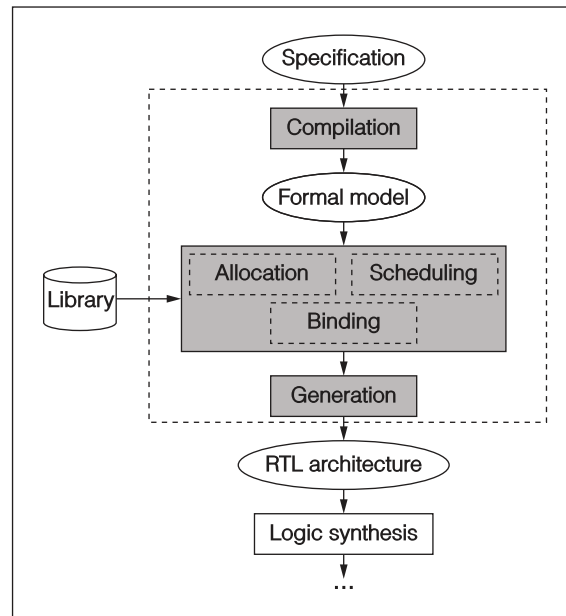 Specification
Compilation
Formal model
Allocation
Scheduling
Library
Binding
Generation
RTL architecture
Logic synthesis
...